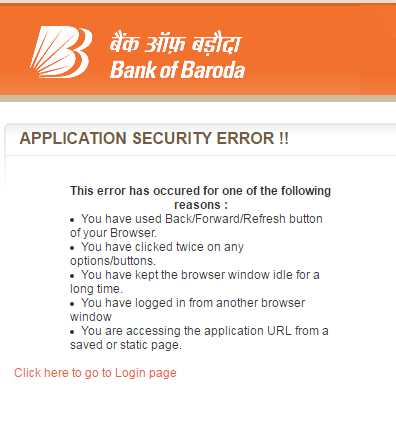 बैंक ऑफ़ बड़ौदा
Bank of Baroda
APPLICATION SECURITY ERROR !!
This error has occured for one of the following
reasons :
• You have used Back/Forward/Refresh button
of your Browser.
• You have clicked twice on any
options/buttons.
• You have kept the browser window idle for a
long time.
• You have logged in from another browser
window
• You are accessing the application URL from a
saved or static page.
Click here to go to Login page